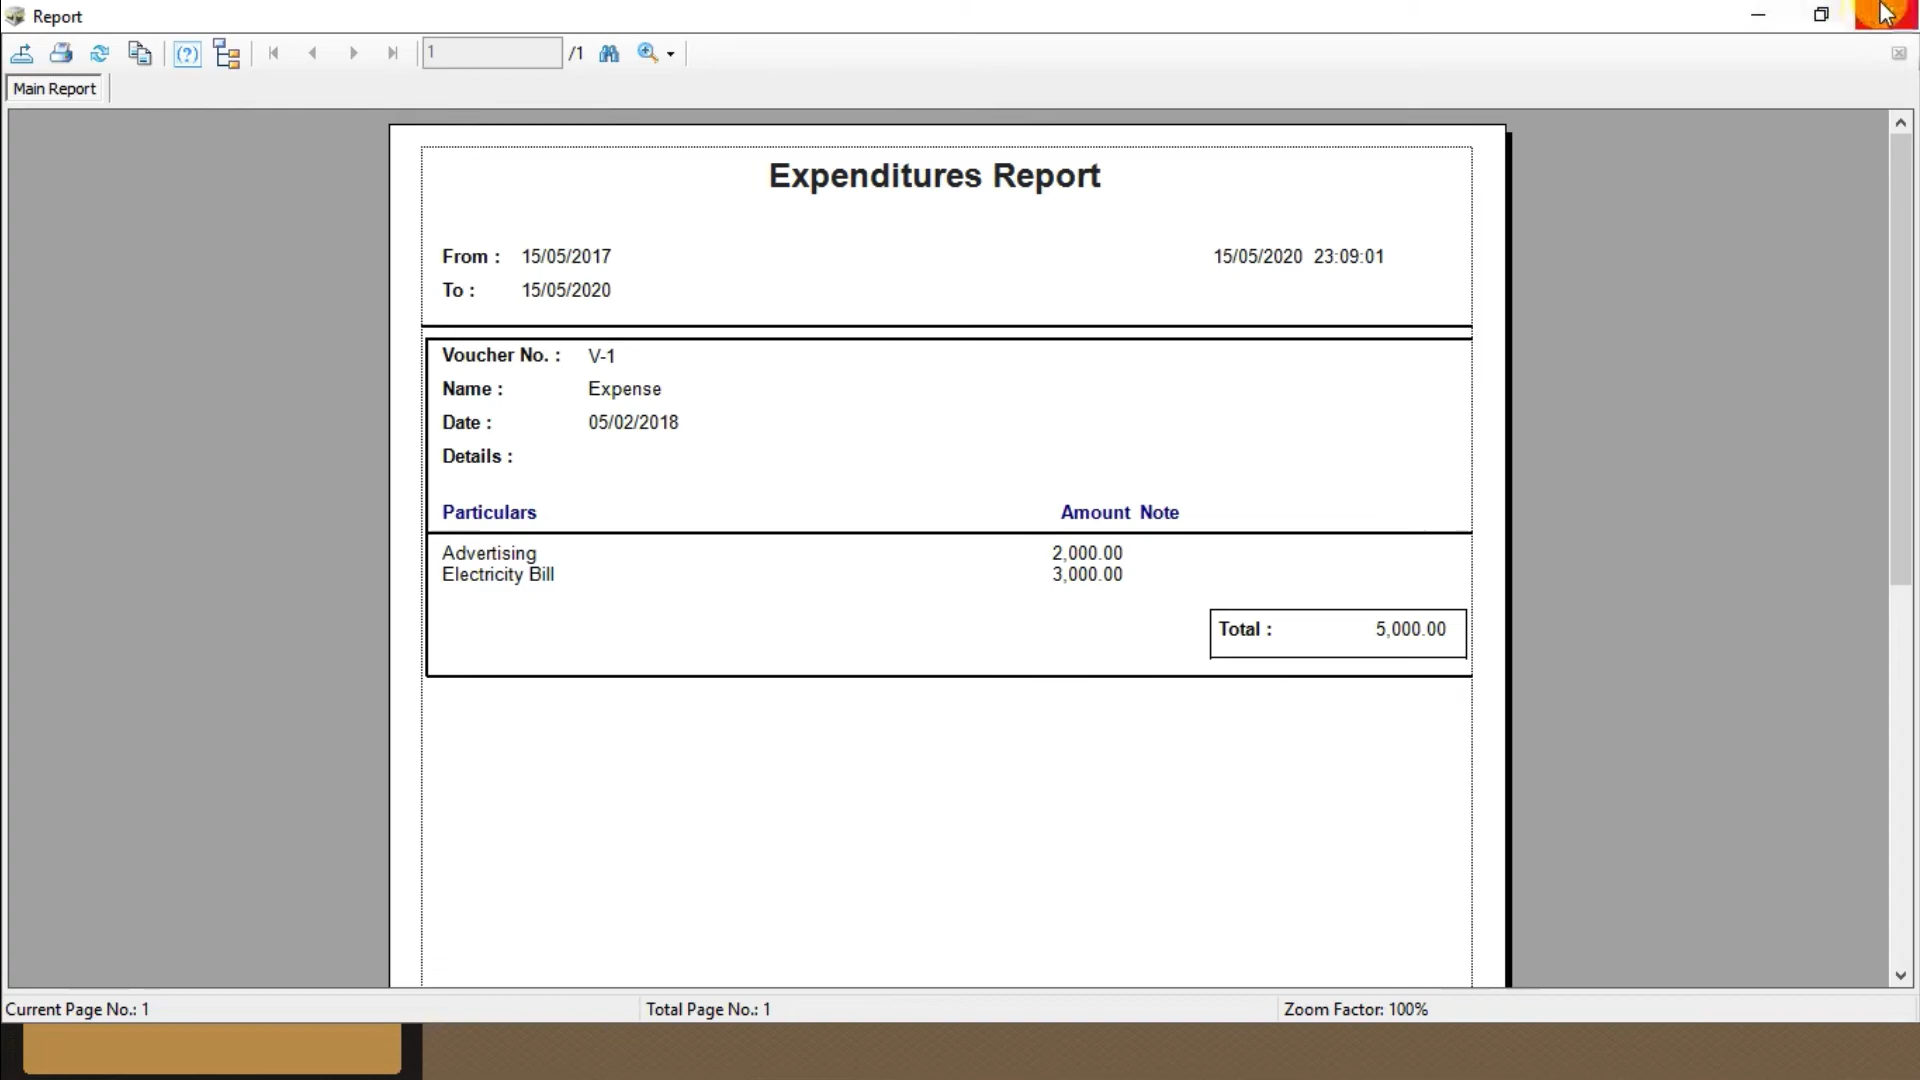 Report
1 /1
Main Report
Expenditures Report
From : 15/05/2017 15/05/2020 23:09:01
To : 15/05/2020
Voucher No. : V-1
Name : Expense
Date : 05/02/2018
Details :
Particulars Amount Note
Advertising 2,000.00
Electricity Bill 3,000.00
Total : 5,000.00
Current Page No.: 1 Total Page No.: 1 Zoom Factor: 100%